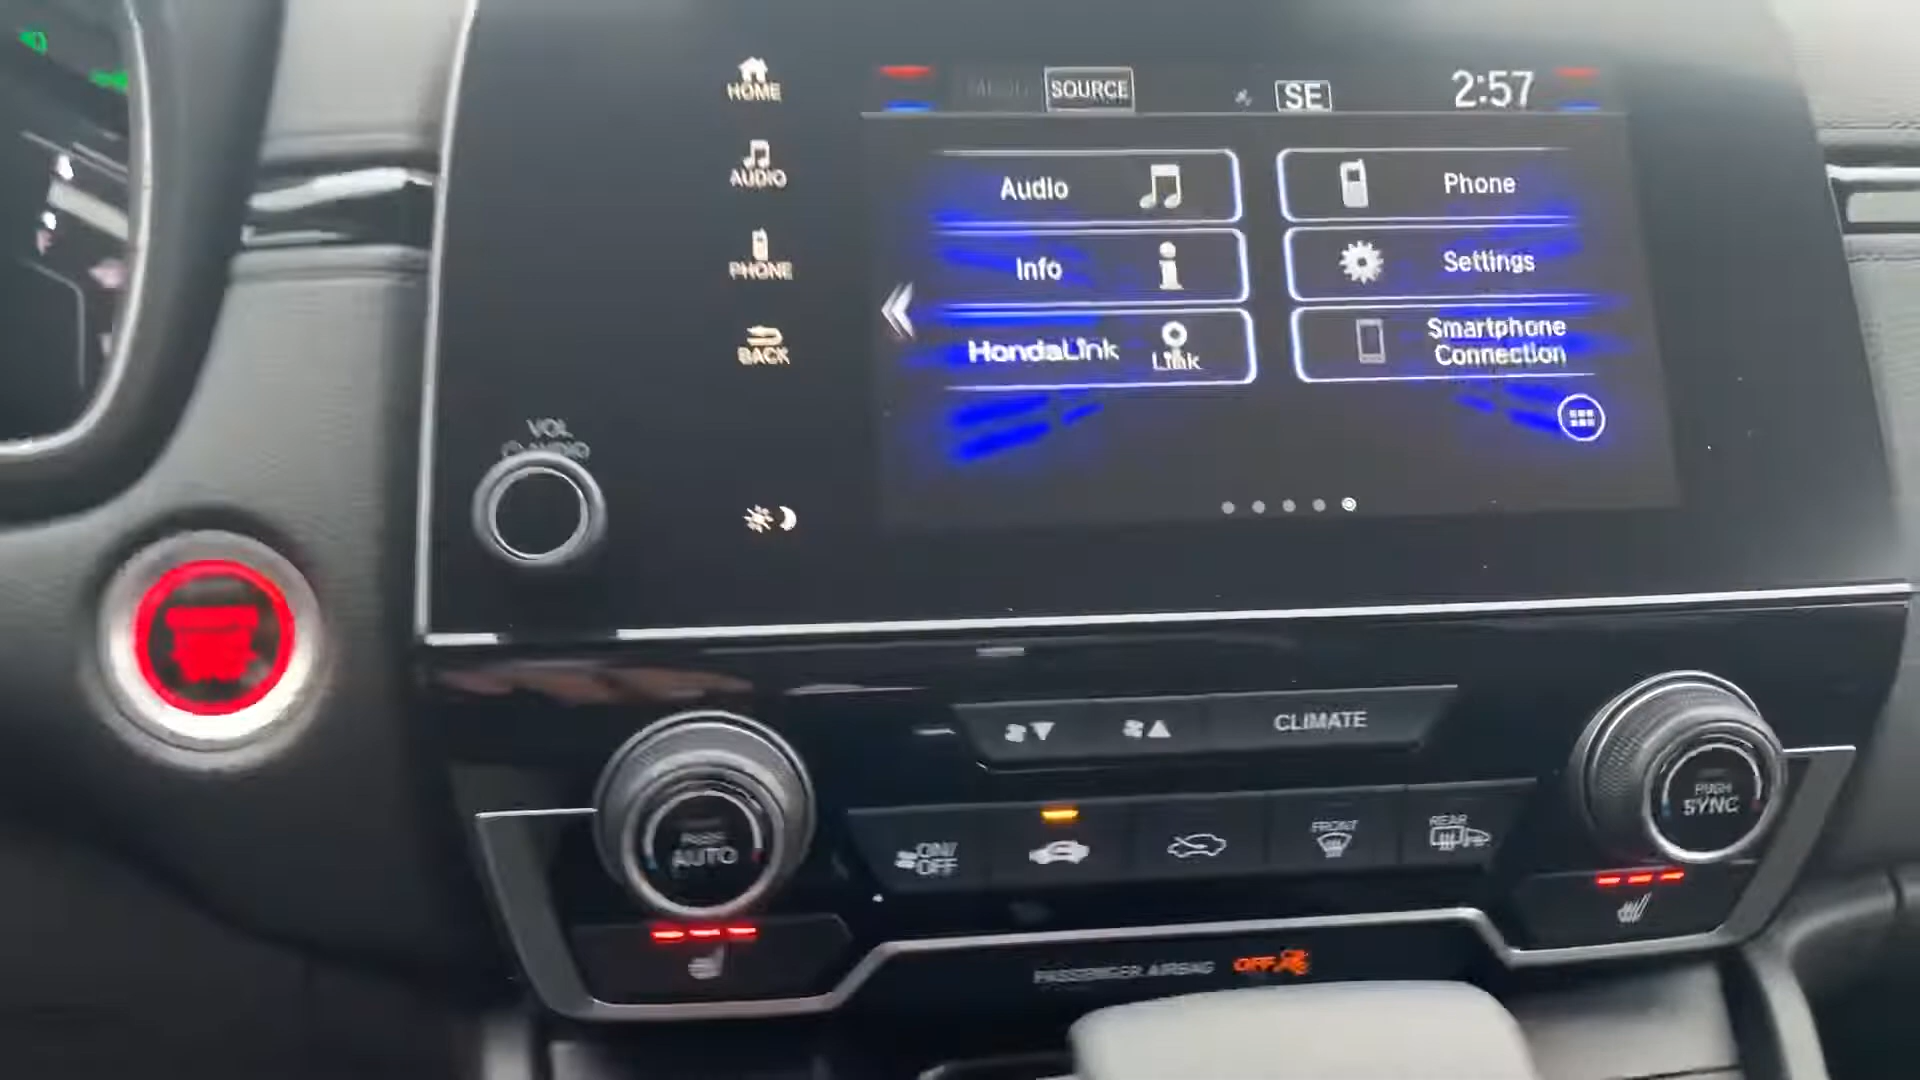 HOME
SOURCE
SE
2:57
AUDIO
Audio
Phone
PHONE
Info
Settings
BACK
HondaLink
Link
Smartphone
Connection
VOL
AUDIO
CLIMATE
PUSH
SYNC
AUTO
ON/
OFF
FRONT
REAR
PASSENGER AIRBAG
OFF